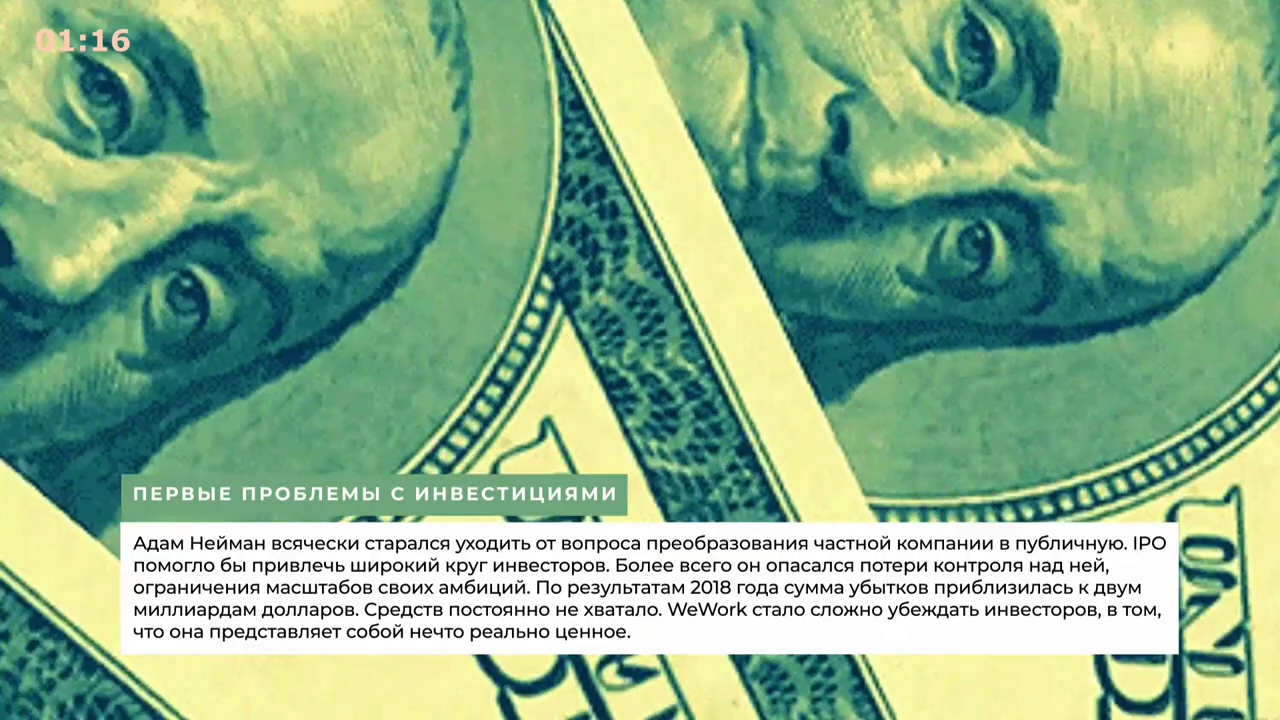 01:16
ПЕРВЫЕ ПРОБЛЕМЫ С ИНВЕСТИЦИЯМИ
Адам Нейман всячески старался уходить от вопроса преобразования частной компании в публичную. IPO
помогло бы привлечь широкий круг инвесторов. Более всего он опасался потери контроля над ней,
ограничения масштабов своих амбиций. По результатам 2018 года сумма убытков приблизилась к двум
миллиардам долларов. Средств постоянно не хватало. WeWork стало сложно убеждать инвесторов, в том,
что она представляет собой нечто реально ценное.